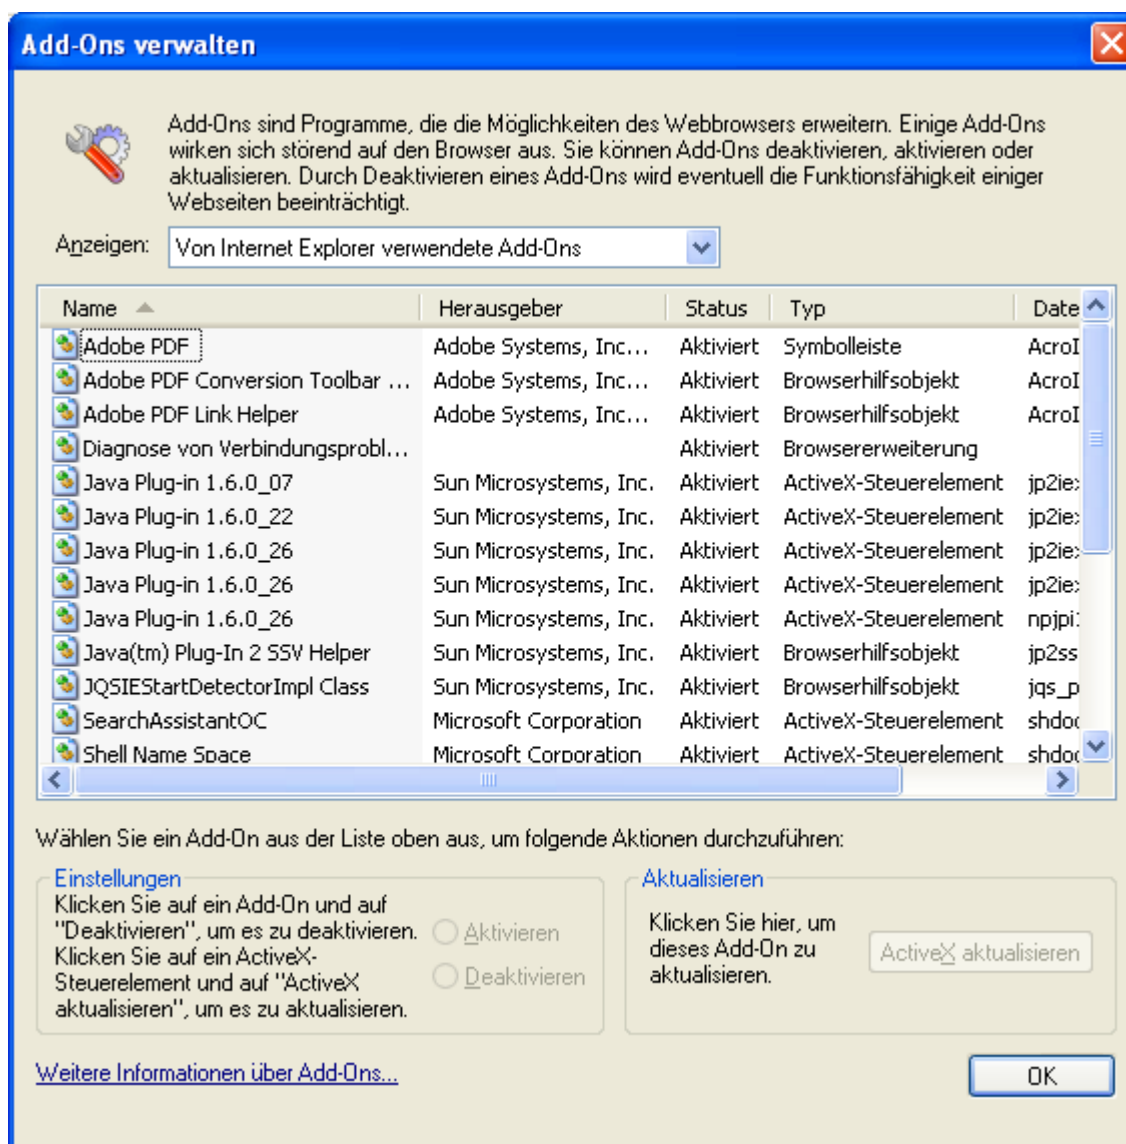 Add-Ons verwalten
Add-Ons sind Programme, die die Möglichkeiten des Webbrowsers erweitern. Einige Add-Ons
wirken sich störend auf den Browser aus. Sie können Add-Ons deaktivieren, aktivieren oder
aktualisieren. Durch Deaktivieren eines Add-Ons wird eventuell die Funktionsfähigkeit einiger
Webseiten beeinträchtigt.
Anzeigen: Von Internet Explorer verwendete Add-Ons
Name Herausgeber Status Typ Date
Adobe PDF Adobe Systems, Inc... Aktiviert Symbolleiste AcroI
Adobe PDF Conversion Toolbar ... Adobe Systems, Inc... Aktiviert Browserhilfsobjekt AcroI
Adobe PDF Link Helper Adobe Systems, Inc... Aktiviert Browserhilfsobjekt AcroI
Diagnose von Verbindungsprobl... Aktiviert Browsererweiterung
Java Plug-in 1.6.0_07 Sun Microsystems, Inc. Aktiviert ActiveX-Steuerelement jp2ie
Java Plug-in 1.6.0_22 Sun Microsystems, Inc. Aktiviert ActiveX-Steuerelement jp2ie
Java Plug-in 1.6.0_26 Sun Microsystems, Inc. Aktiviert ActiveX-Steuerelement jp2ie
Java Plug-in 1.6.0_26 Sun Microsystems, Inc. Aktiviert ActiveX-Steuerelement jp2ie
Java Plug-in 1.6.0_26 Sun Microsystems, Inc. Aktiviert ActiveX-Steuerelement npjpi
Java(tm) Plug-In 2 SSV Helper Sun Microsystems, Inc. Aktiviert Browserhilfsobjekt jp2ss
JQSIEStartDetectorImpl Class Sun Microsystems, Inc. Aktiviert Browserhilfsobjekt jqs_p
SearchAssistantOC Microsoft Corporation Aktiviert ActiveX-Steuerelement shdoc
Shell Name Space Microsoft Corporation Aktiviert ActiveX-Steuerelement shdoc
Wählen Sie ein Add-On aus der Liste oben aus, um folgende Aktionen durchzuführen:
Einstellungen
Klicken Sie auf ein Add-On und auf
"Deaktivieren", um es zu deaktivieren.
Klicken Sie auf ein ActiveX-
Steuerelement und auf "ActiveX
aktualisieren", um es zu aktualisieren.
Aktivieren
Deaktivieren
Aktualisieren
Klicken Sie hier, um
dieses Add-On zu
aktualisieren.
ActiveX aktualisieren
Weitere Informationen über Add-Ons...
OK